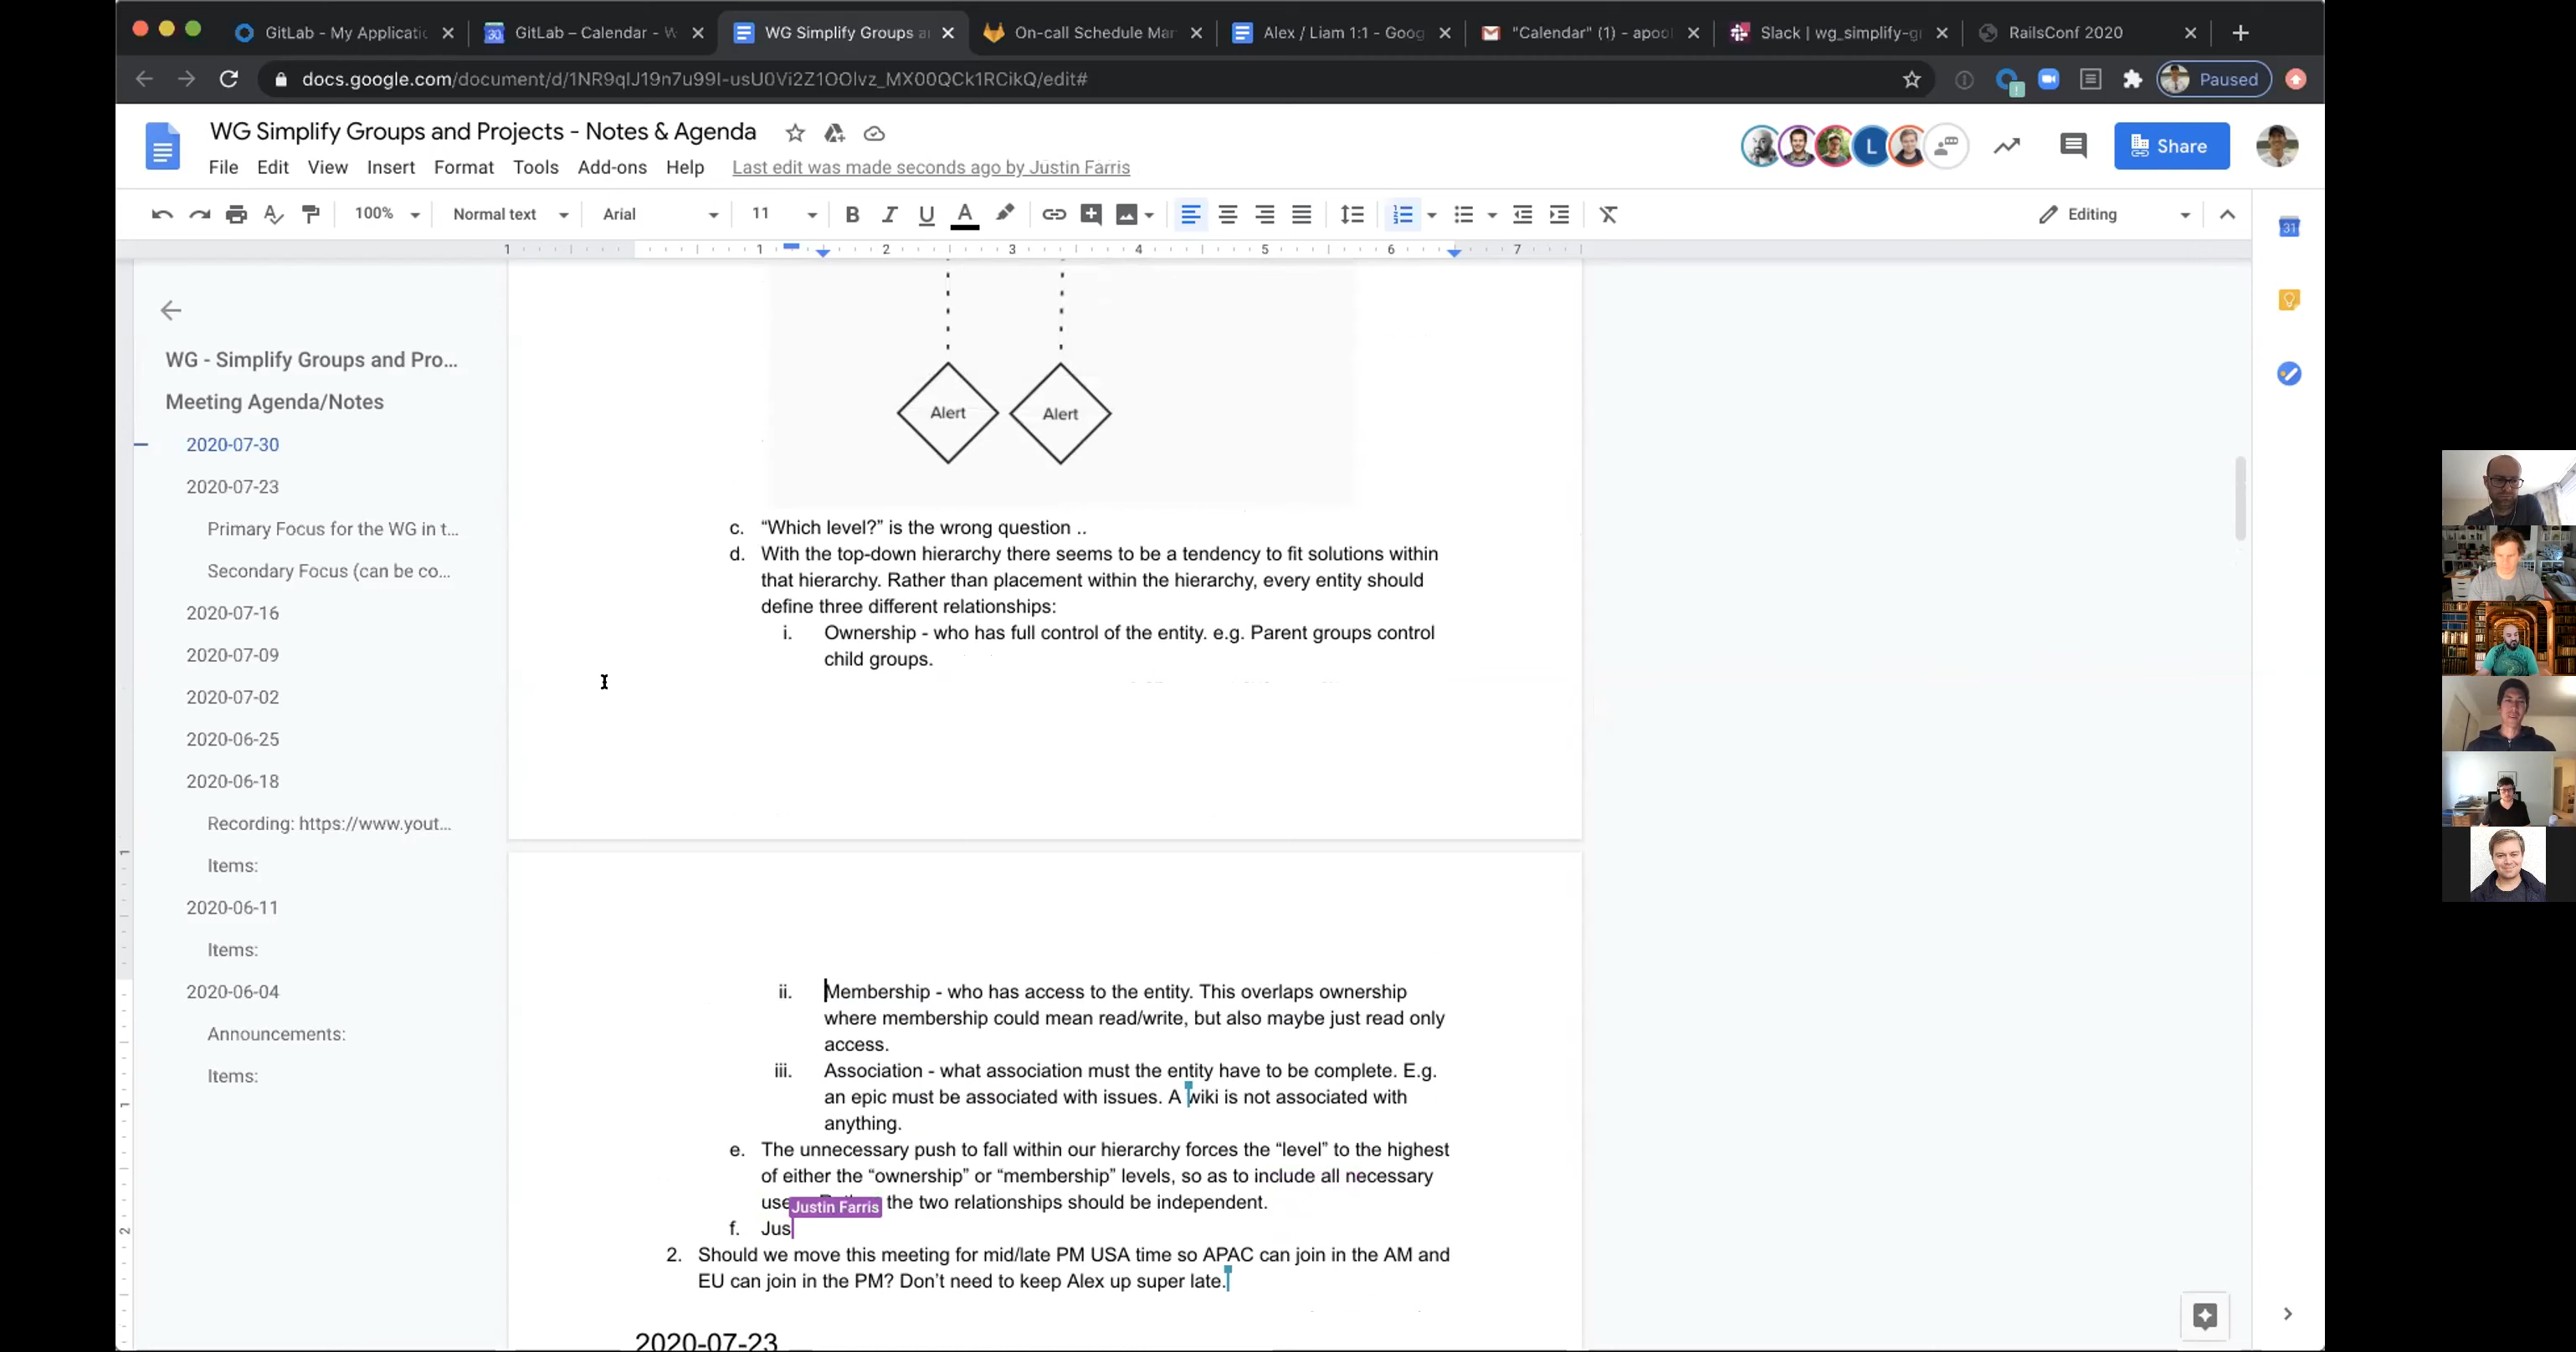 GitLab - My Applicatic
GitLab – Calendar - W
WG Simplify Groups a
On-call Schedule Mar
Alex / Liam 1:1 - Goog
"Calendar" (1) - apool
Slack | wg_simplify-g
RailsConf 2020
docs.google.com/document/d/1NR9qIJ19n7u99I-usU0Vi2Z1OOlvz_MX00QCk1RCikQ/edit#
Paused
WG Simplify Groups and Projects - Notes & Agenda
File Edit View Insert Format Tools Add-ons Help Last edit was made seconds ago by Justin Farris
L
Share
100% Normal text Arial 11 B I U A Editing
1 1 2 3 4 5 6 7
31
WG - Simplify Groups and Pro...
Meeting Agenda/Notes
2020-07-30
2020-07-23
Primary Focus for the WG in t...
Secondary Focus (can be co...
2020-07-16
2020-07-09
2020-07-02
2020-06-25
2020-06-18
Recording: https://www.yout...
Items:
2020-06-11
Items:
2020-06-04
Announcements:
Items:
Alert Alert
c. “Which level?” is the wrong question ..
d. With the top-down hierarchy there seems to be a tendency to fit solutions within
that hierarchy. Rather than placement within the hierarchy, every entity should
define three different relationships:
i. Ownership - who has full control of the entity. e.g. Parent groups control
child groups.
ii. Membership - who has access to the entity. This overlaps ownership
where membership could mean read/write, but also maybe just read only
access.
iii. Association - what association must the entity have to be complete. E.g.
an epic must be associated with issues. A wiki is not associated with
anything.
e. The unnecessary push to fall within our hierarchy forces the “level” to the highest
of either the “ownership” or “membership” levels, so as to include all necessary
use the two relationships should be independent.
Justin Farris
f. Jus
2. Should we move this meeting for mid/late PM USA time so APAC can join in the AM and
EU can join in the PM? Don’t need to keep Alex up super late.
2020-07-23